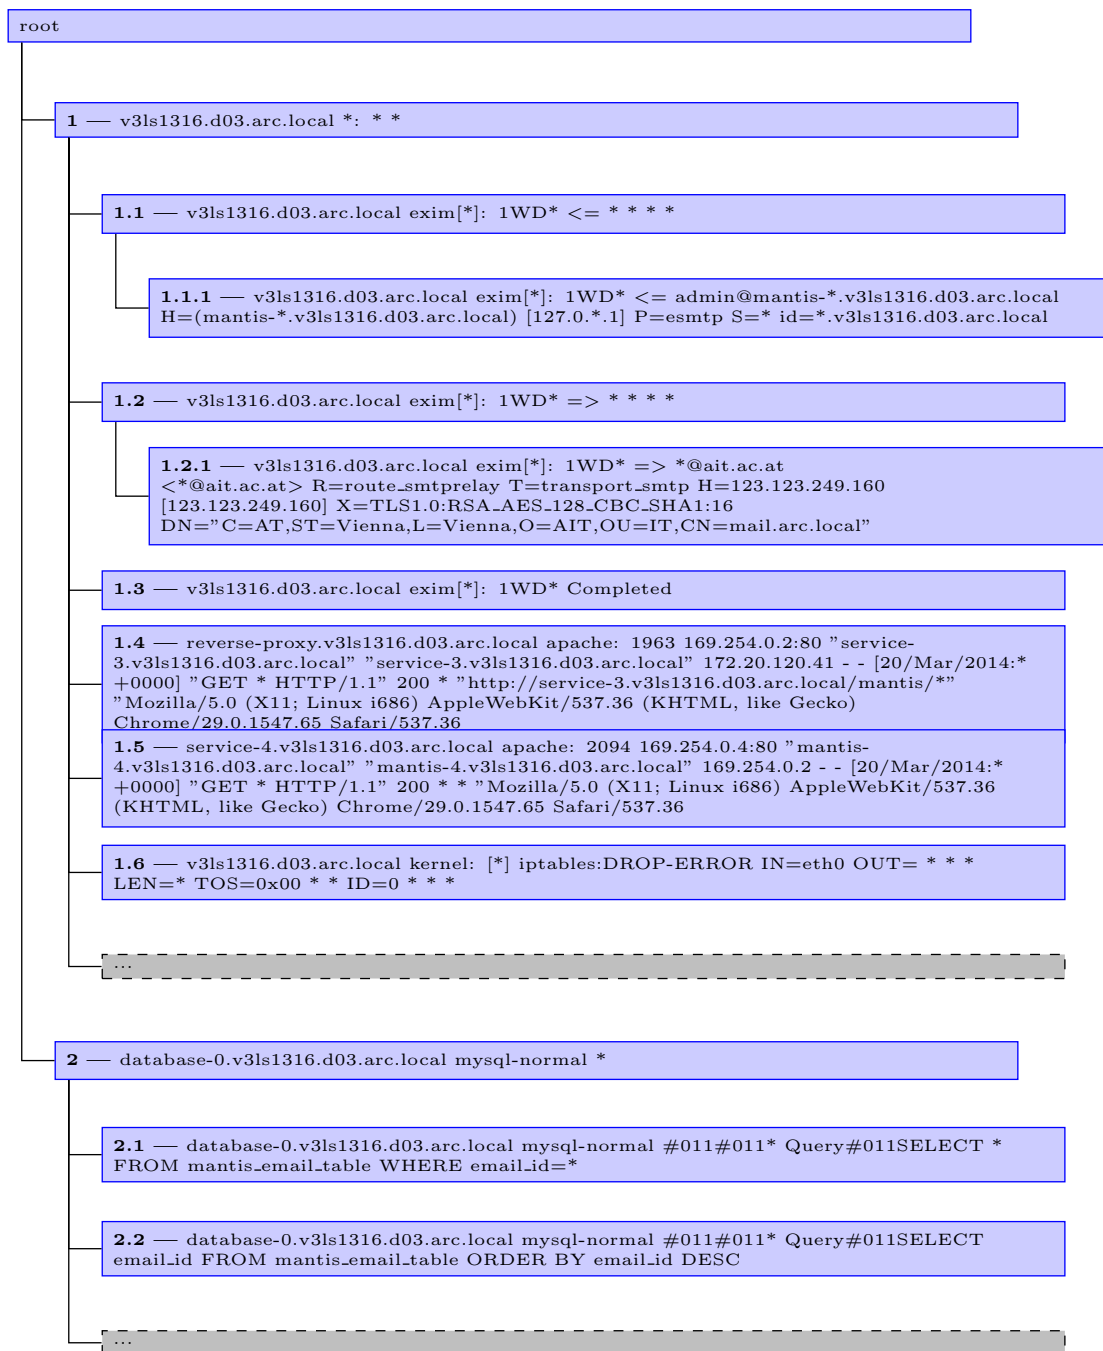 root
1 — v3ls1316.d03.arc.local *: * *
1.1 — v3ls1316.d03.arc.local exim[*]: 1WD* <= * * * *
1.1.1 — v3ls1316.d03.arc.local exim[*]: 1WD* <= admin@mantis-*.v3ls1316.d03.arc.local
H=(mantis-*.v3ls1316.d03.arc.local) [127.0.*.1] P=esmtp S=* id=*.v3ls1316.d03.arc.local
1.2 — v3ls1316.d03.arc.local exim[*]: 1WD* => * * * *
1.2.1 — v3ls1316.d03.arc.local exim[*]: 1WD* => *@ait.ac.at
<*@ait.ac.at> R=route_smtprelay T=transport_smtp H=123.123.249.160
[123.123.249.160] X=TLS1.0:RSA_AES_128_CBC_SHA1:16
DN="C=AT,ST=Vienna,L=Vienna,O=AIT,OU=IT,CN=mail.arc.local"
1.3 — v3ls1316.d03.arc.local exim[*]: 1WD* Completed
1.4 — reverse-proxy.v3ls1316.d03.arc.local apache: 1963 169.254.0.2:80 "service-
3.v3ls1316.d03.arc.local" "service-3.v3ls1316.d03.arc.local" 172.20.120.41 - - [20/Mar/2014:*
+0000] "GET * HTTP/1.1" 200 * "http://service-3.v3ls1316.d03.arc.local/mantis/*"
"Mozilla/5.0 (X11; Linux i686) AppleWebKit/537.36 (KHTML, like Gecko)
Chrome/29.0.1547.65 Safari/537.36
1.5 — service-4.v3ls1316.d03.arc.local apache: 2094 169.254.0.4:80 "mantis-
4.v3ls1316.d03.arc.local" "mantis-4.v3ls1316.d03.arc.local" 169.254.0.2 - - [20/Mar/2014:*
+0000] "GET * HTTP/1.1" 200 * * "Mozilla/5.0 (X11; Linux i686) AppleWebKit/537.36
(KHTML, like Gecko) Chrome/29.0.1547.65 Safari/537.36
1.6 — v3ls1316.d03.arc.local kernel: [*] iptables:DROP-ERROR IN=eth0 OUT= * * *
LEN=* TOS=0x00 * * ID=0 * * *
...
2 — database-0.v3ls1316.d03.arc.local mysql-normal *
2.1 — database-0.v3ls1316.d03.arc.local mysql-normal #011#011* Query#011SELECT *
FROM mantis_email_table WHERE email_id=*
2.2 — database-0.v3ls1316.d03.arc.local mysql-normal #011#011* Query#011SELECT
email_id FROM mantis_email_table ORDER BY email_id DESC
...